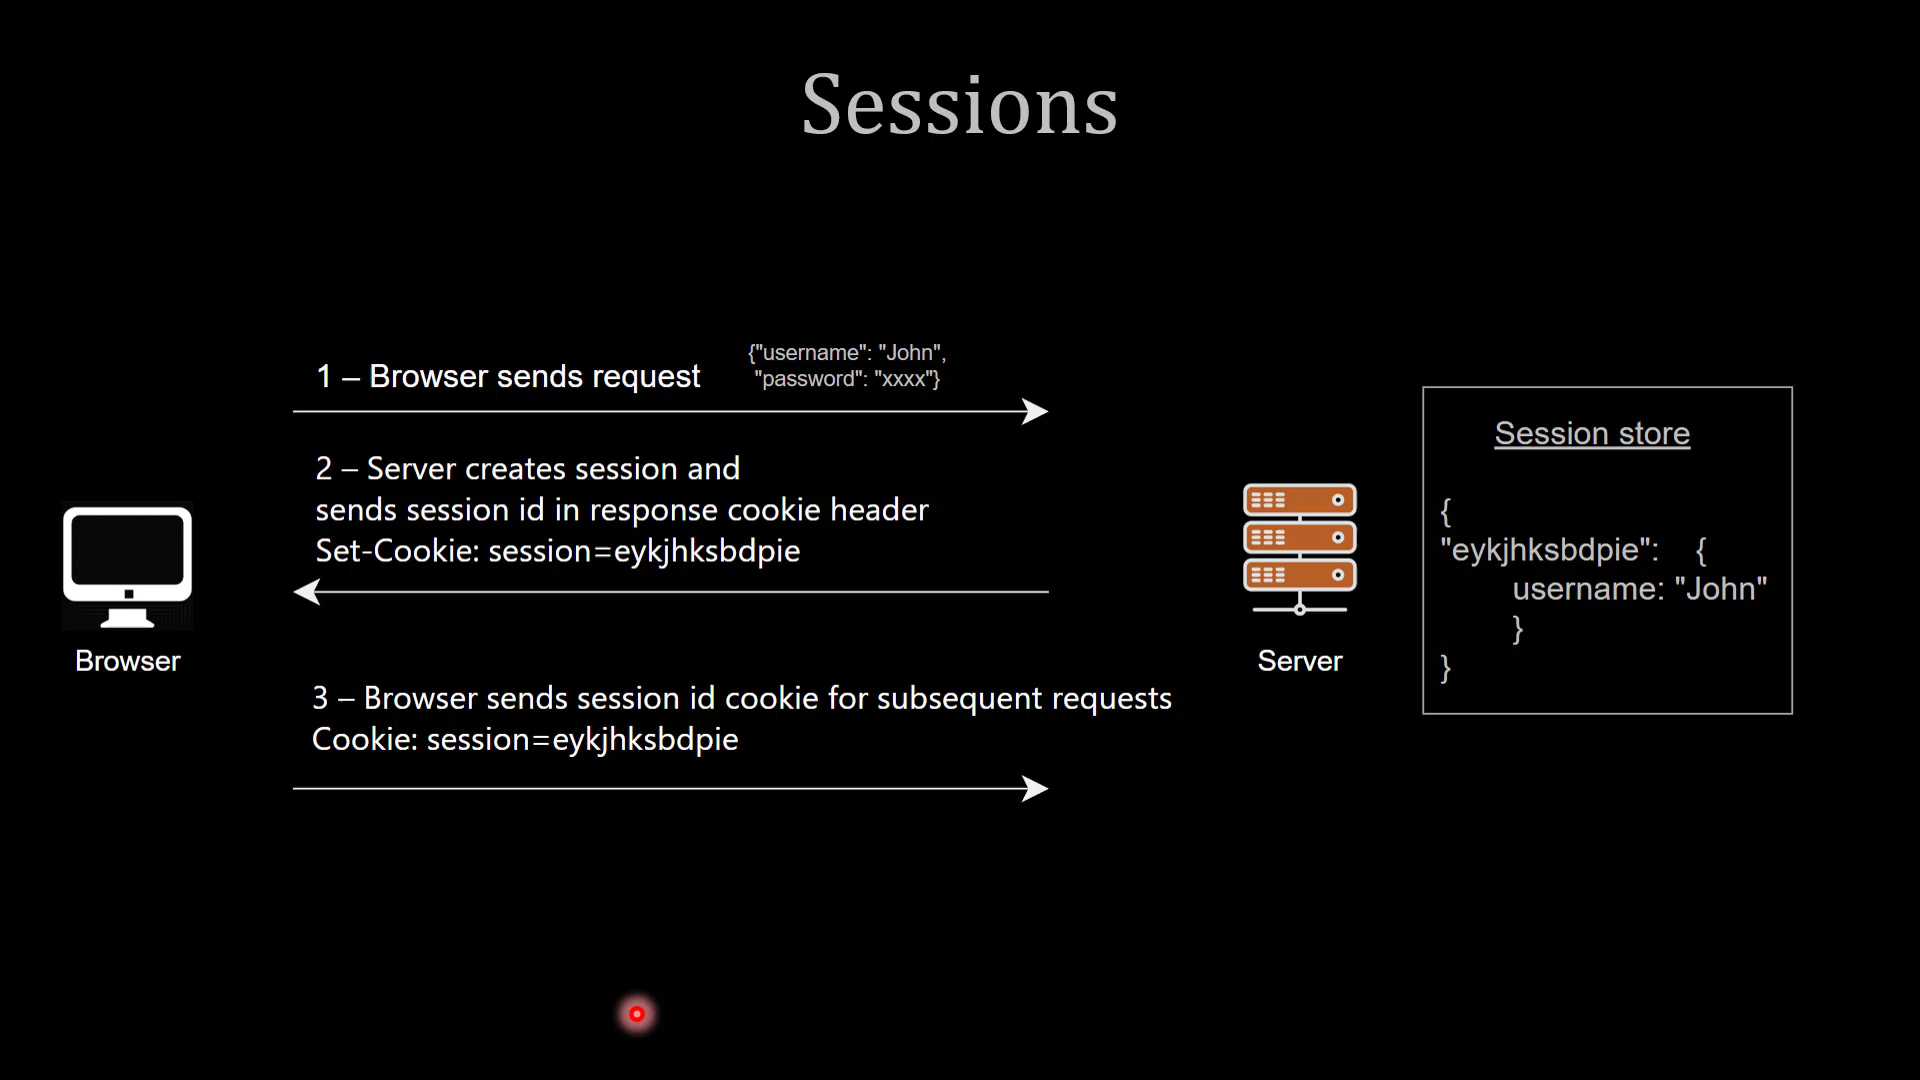 Sessions
1 – Browser sends request
{"username": "John",
"password": "xxxx"}
2 – Server creates session and
sends session id in response cookie header
Set-Cookie: session=eykjhksbdpie
Browser
3 – Browser sends session id cookie for subsequent requests
Cookie: session=eykjhksbdpie
Server
Session store
{
"eykjhksbdpie": {
username: "John"
}
}